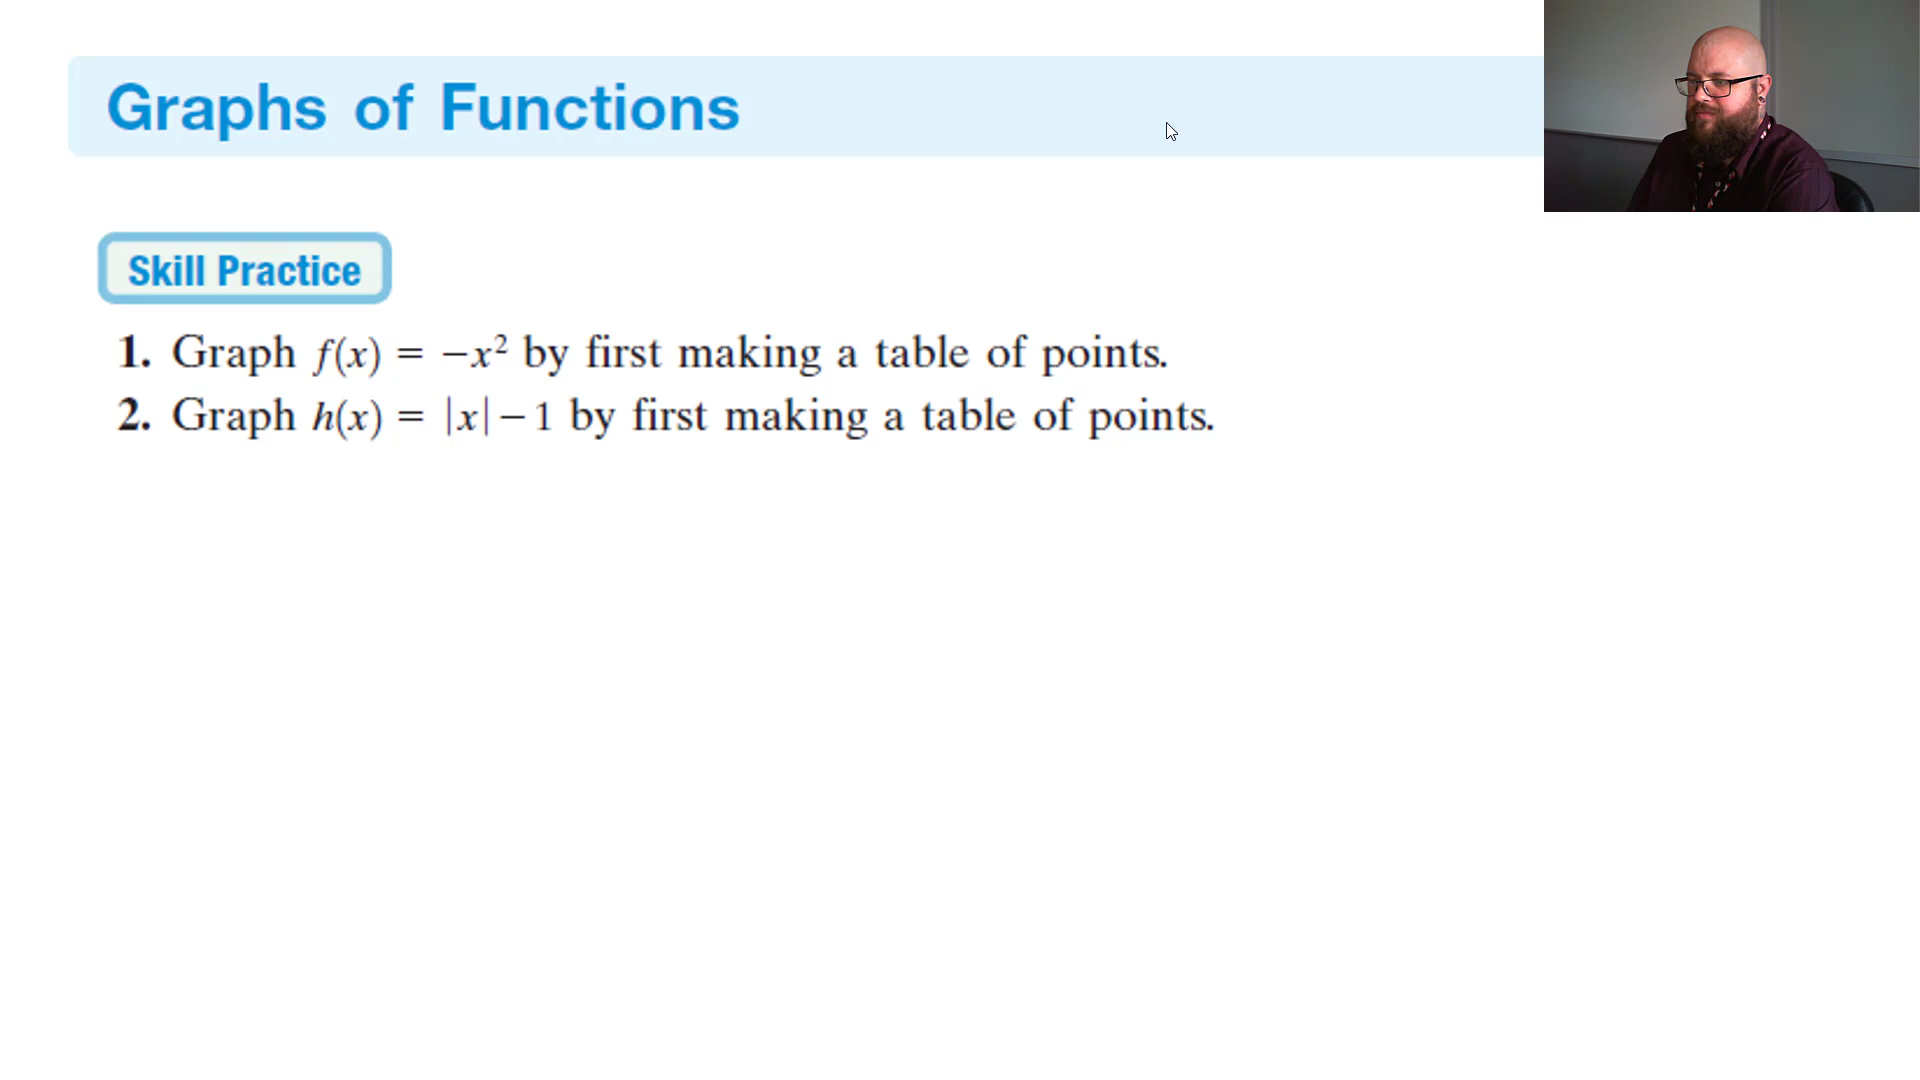 Graphs of Functions
Skill Practice
1. Graph f(x) = −x² by first making a table of points.
2. Graph h(x) = |x| − 1 by first making a table of points.